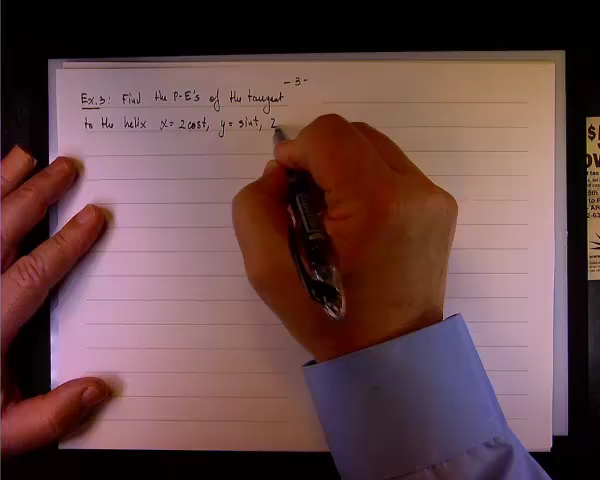 - 3 -
Ex.3: Find the P-E's of the tangent
to the helix x = 2cost, y = sint, z